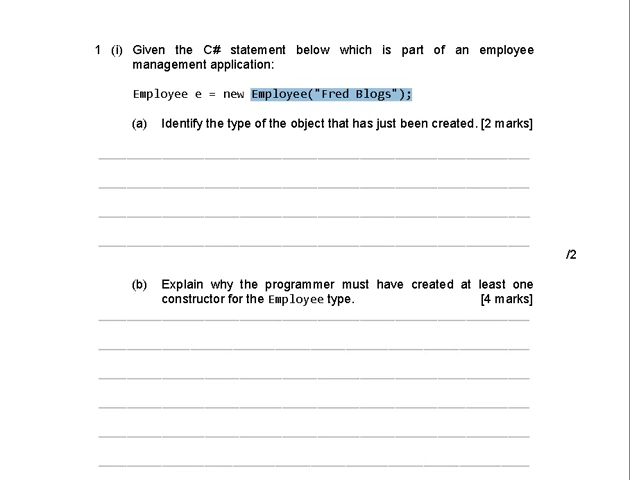 1 (i) Given the C# statement below which is part of an employee
management application:
Employee e = new Employee("Fred Blogs");
(a) Identify the type of the object that has just been created. [2 marks]
/2
(b) Explain why the programmer must have created at least one
constructor for the Employee type. [4 marks]